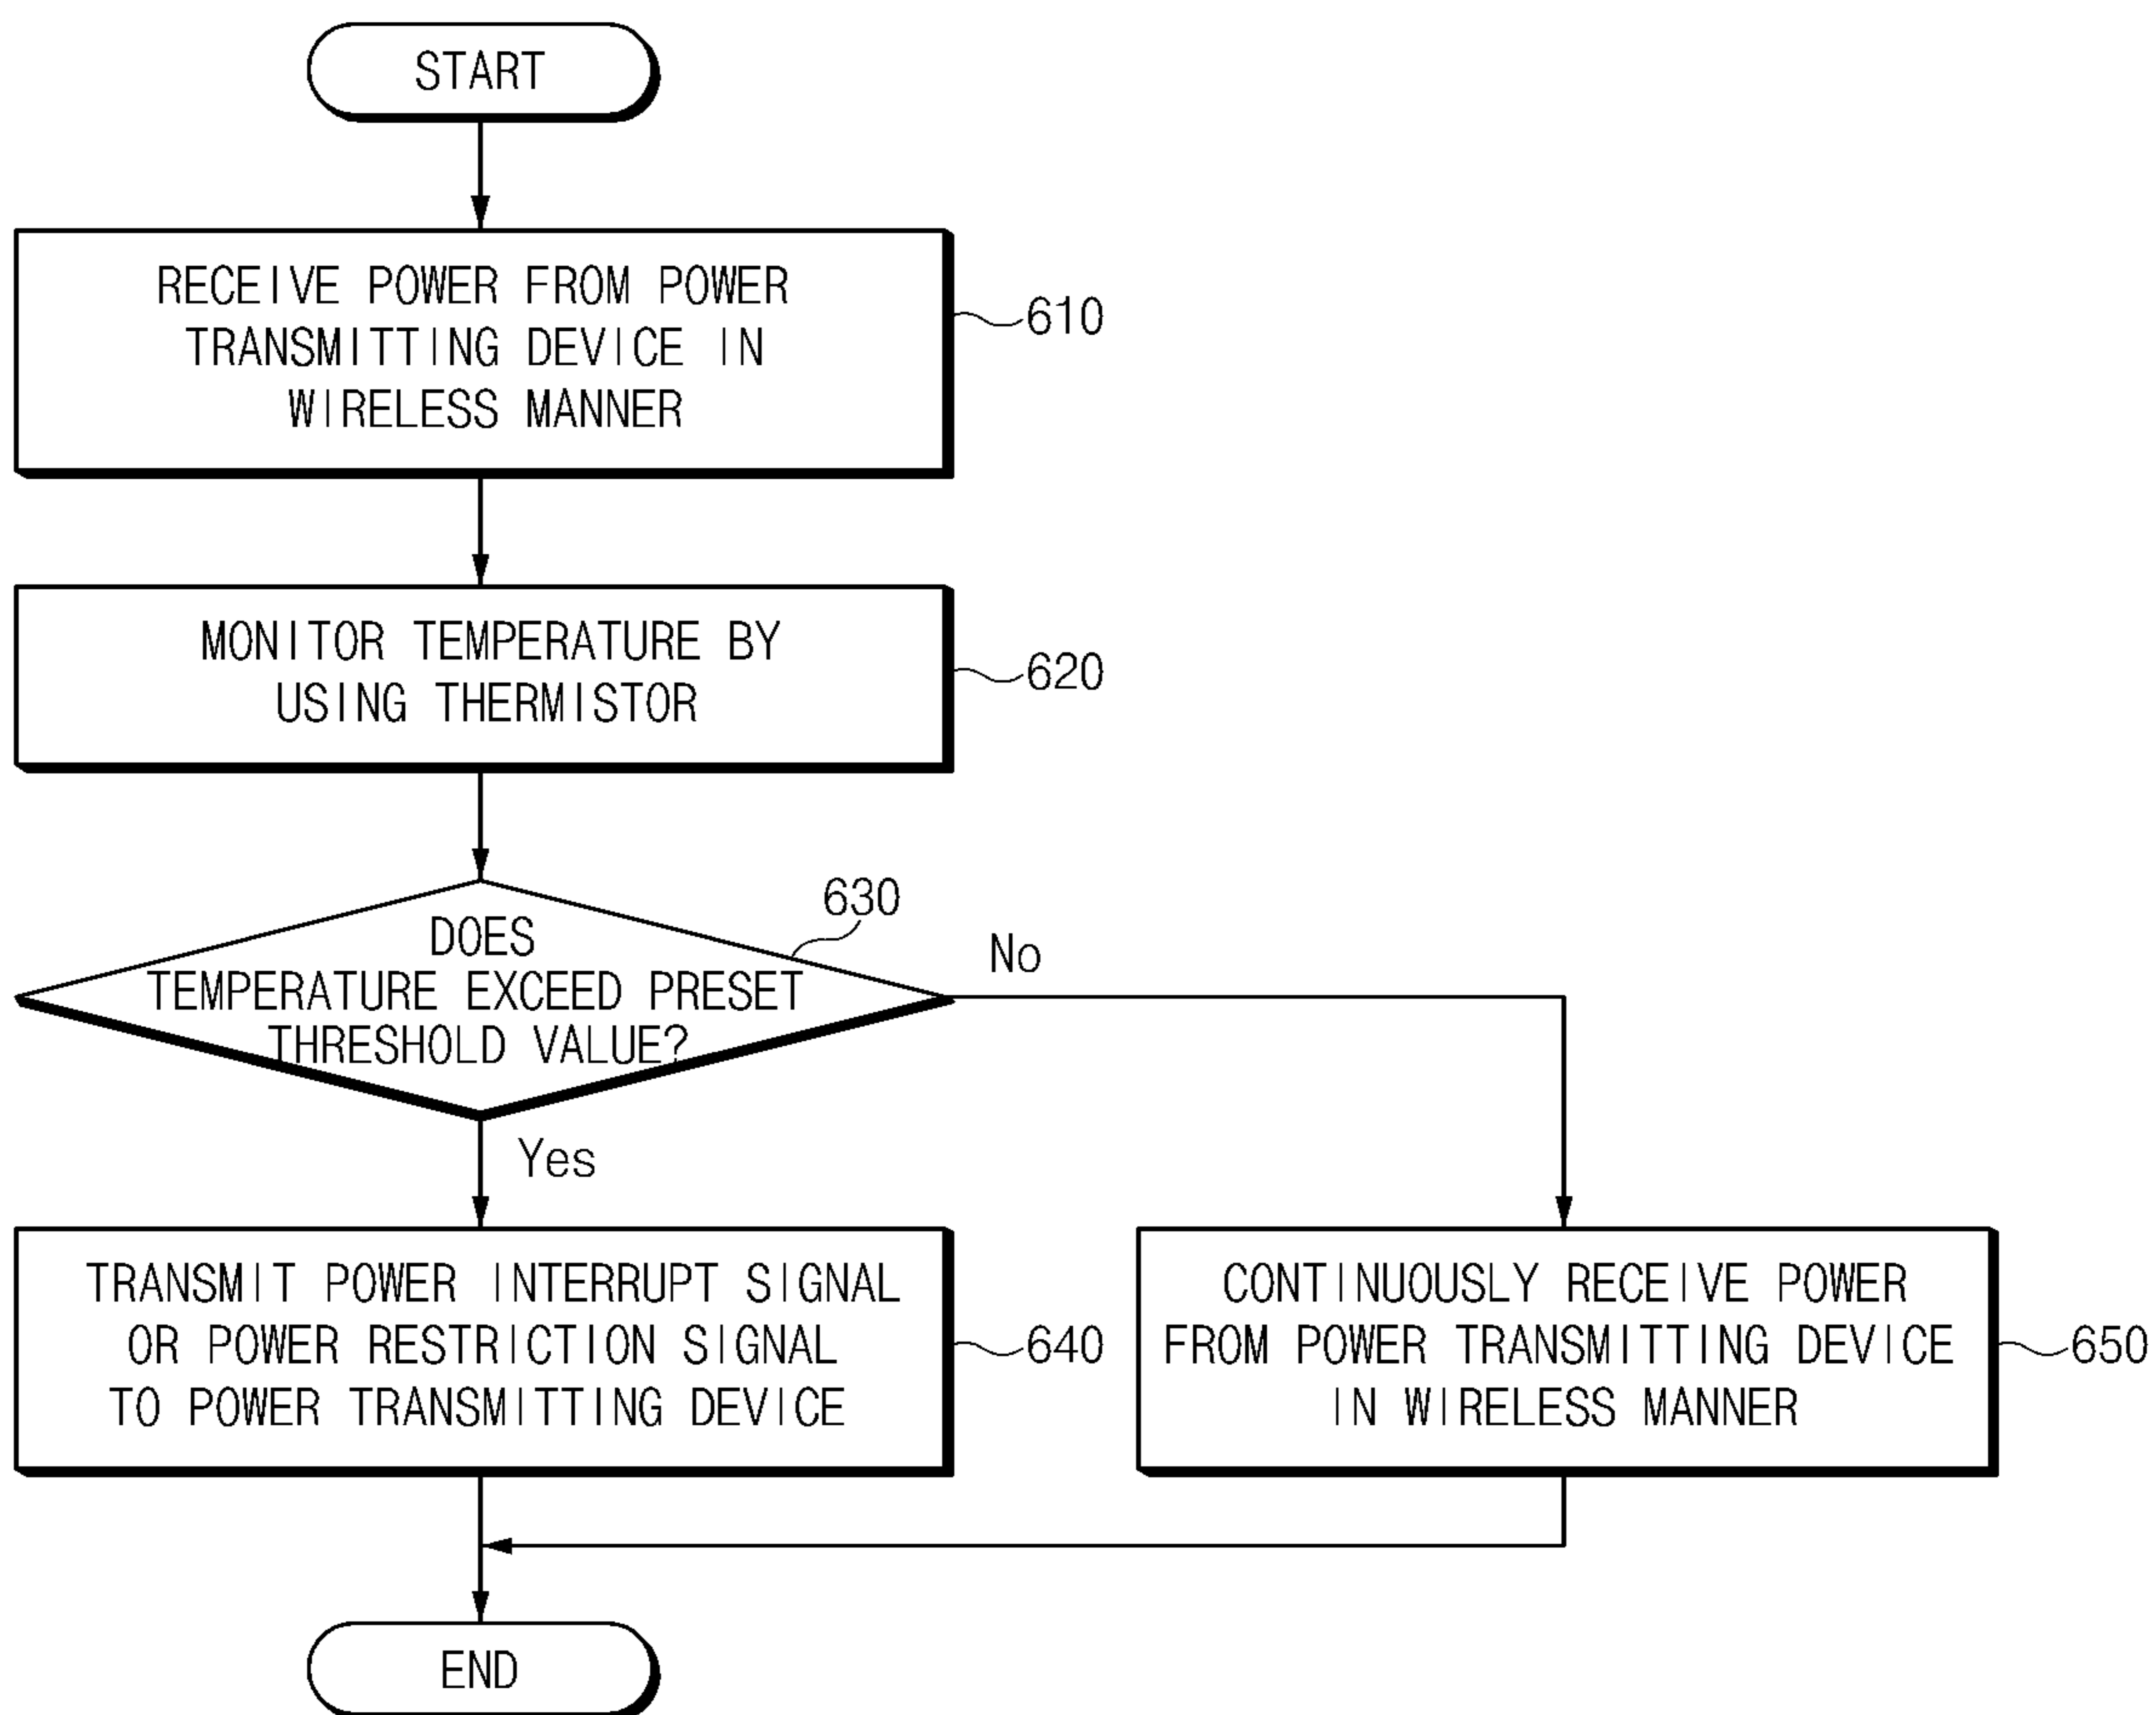 START
RECEIVE POWER FROM POWER
TRANSMITTING DEVICE IN
WIRELESS MANNER
610
MONITOR TEMPERATURE BY
USING THERMISTOR
620
630
DOES
TEMPERATURE EXCEED PRESET
THRESHOLD VALUE?
No
Yes
TRANSMIT POWER INTERRUPT SIGNAL
OR POWER RESTRICTION SIGNAL
TO POWER TRANSMITTING DEVICE
640
CONTINUOUSLY RECEIVE POWER
FROM POWER TRANSMITTING DEVICE
IN WIRELESS MANNER
650
END